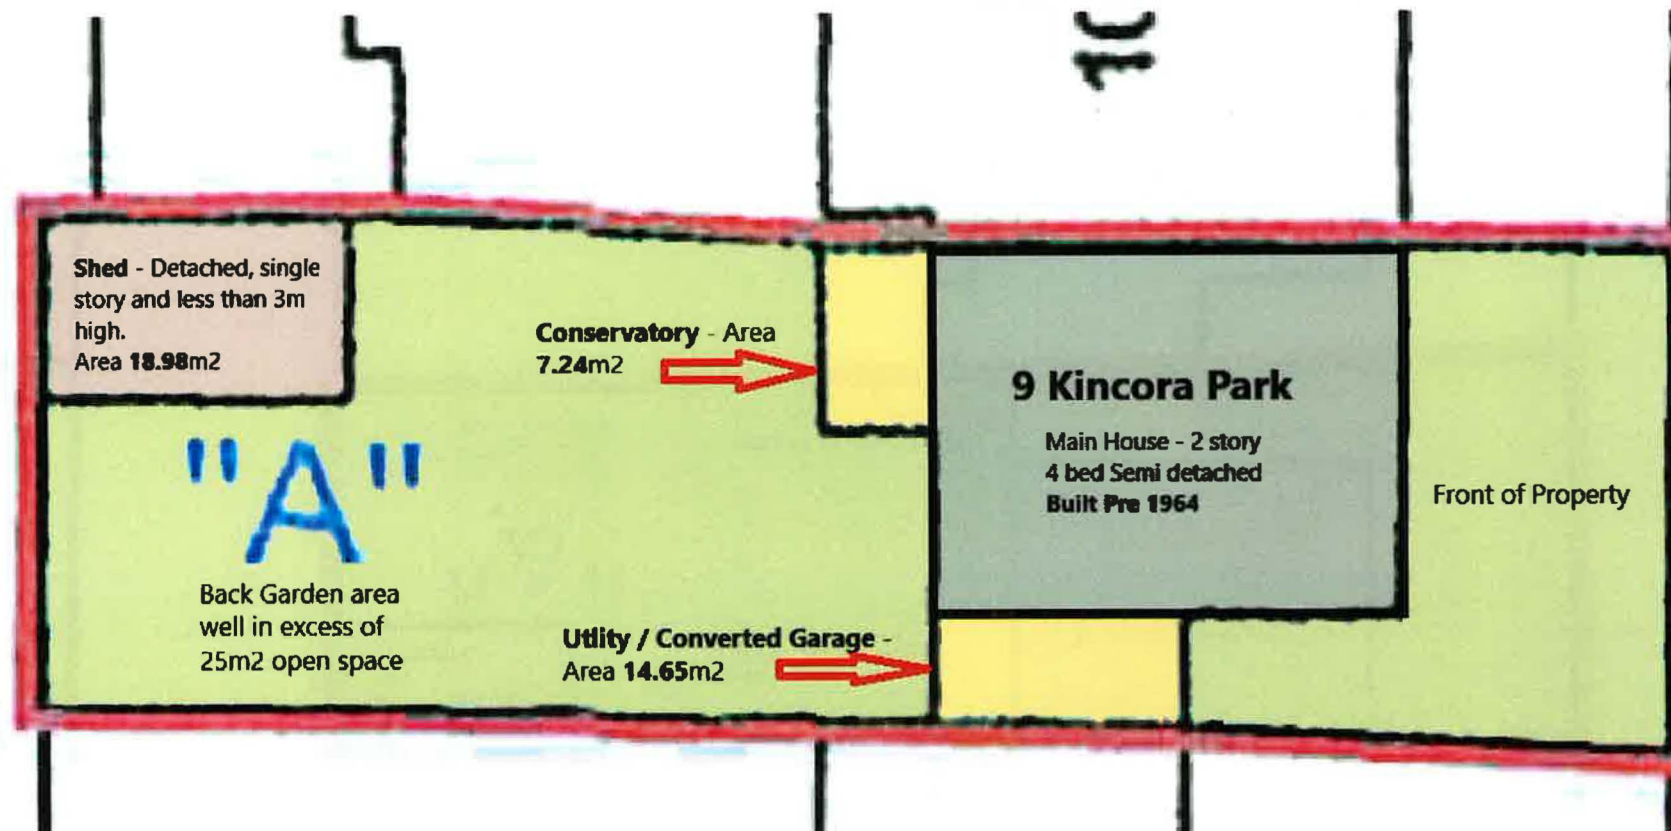 10
Shed - Detached, single
story and less than 3m
high.
Area 18.98m2
Conservatory - Area
7.24m2
9 Kincora Park
Main House - 2 story
4 bed Semi detached
Built Pre 1964
Front of Property
"A"
Back Garden area
well in excess of
25m2 open space
Utlity / Converted Garage -
Area 14.65m2